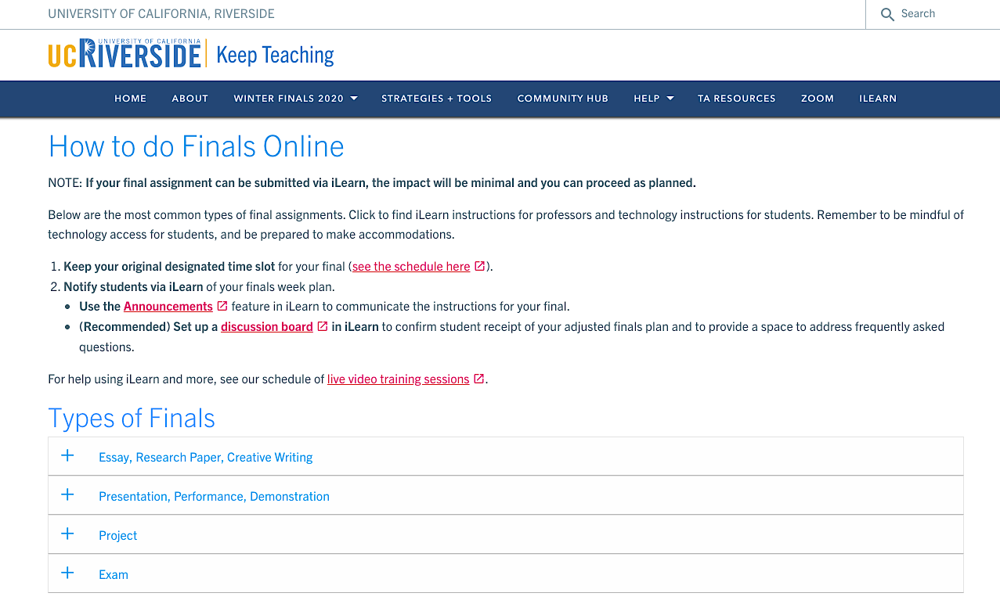 UNIVERSITY OF CALIFORNIA, RIVERSIDE
Search
UNIVERSITY OF CALIFORNIA
UCRIVERSIDE
Keep Teaching
HOME ABOUT WINTER FINALS 2020 STRATEGIES + TOOLS COMMUNITY HUB HELP TA RESOURCES ZOOM ILEARN
How to do Finals Online
NOTE: If your final assignment can be submitted via iLearn, the impact will be minimal and you can proceed as planned.
Below are the most common types of final assignments. Click to find iLearn instructions for professors and technology instructions for students. Remember to be mindful of
technology access for students, and be prepared to make accommodations.
1. Keep your original designated time slot for your final (see the schedule here ).
2. Notify students via iLearn of your finals week plan.
• Use the Announcements feature in iLearn to communicate the instructions for your final.
• (Recommended) Set up a discussion board in iLearn to confirm student receipt of your adjusted finals plan and to provide a space to address frequently asked
questions.
For help using iLearn and more, see our schedule of live video training sessions .
Types of Finals
Essay, Research Paper, Creative Writing
Presentation, Performance, Demonstration
Project
Exam